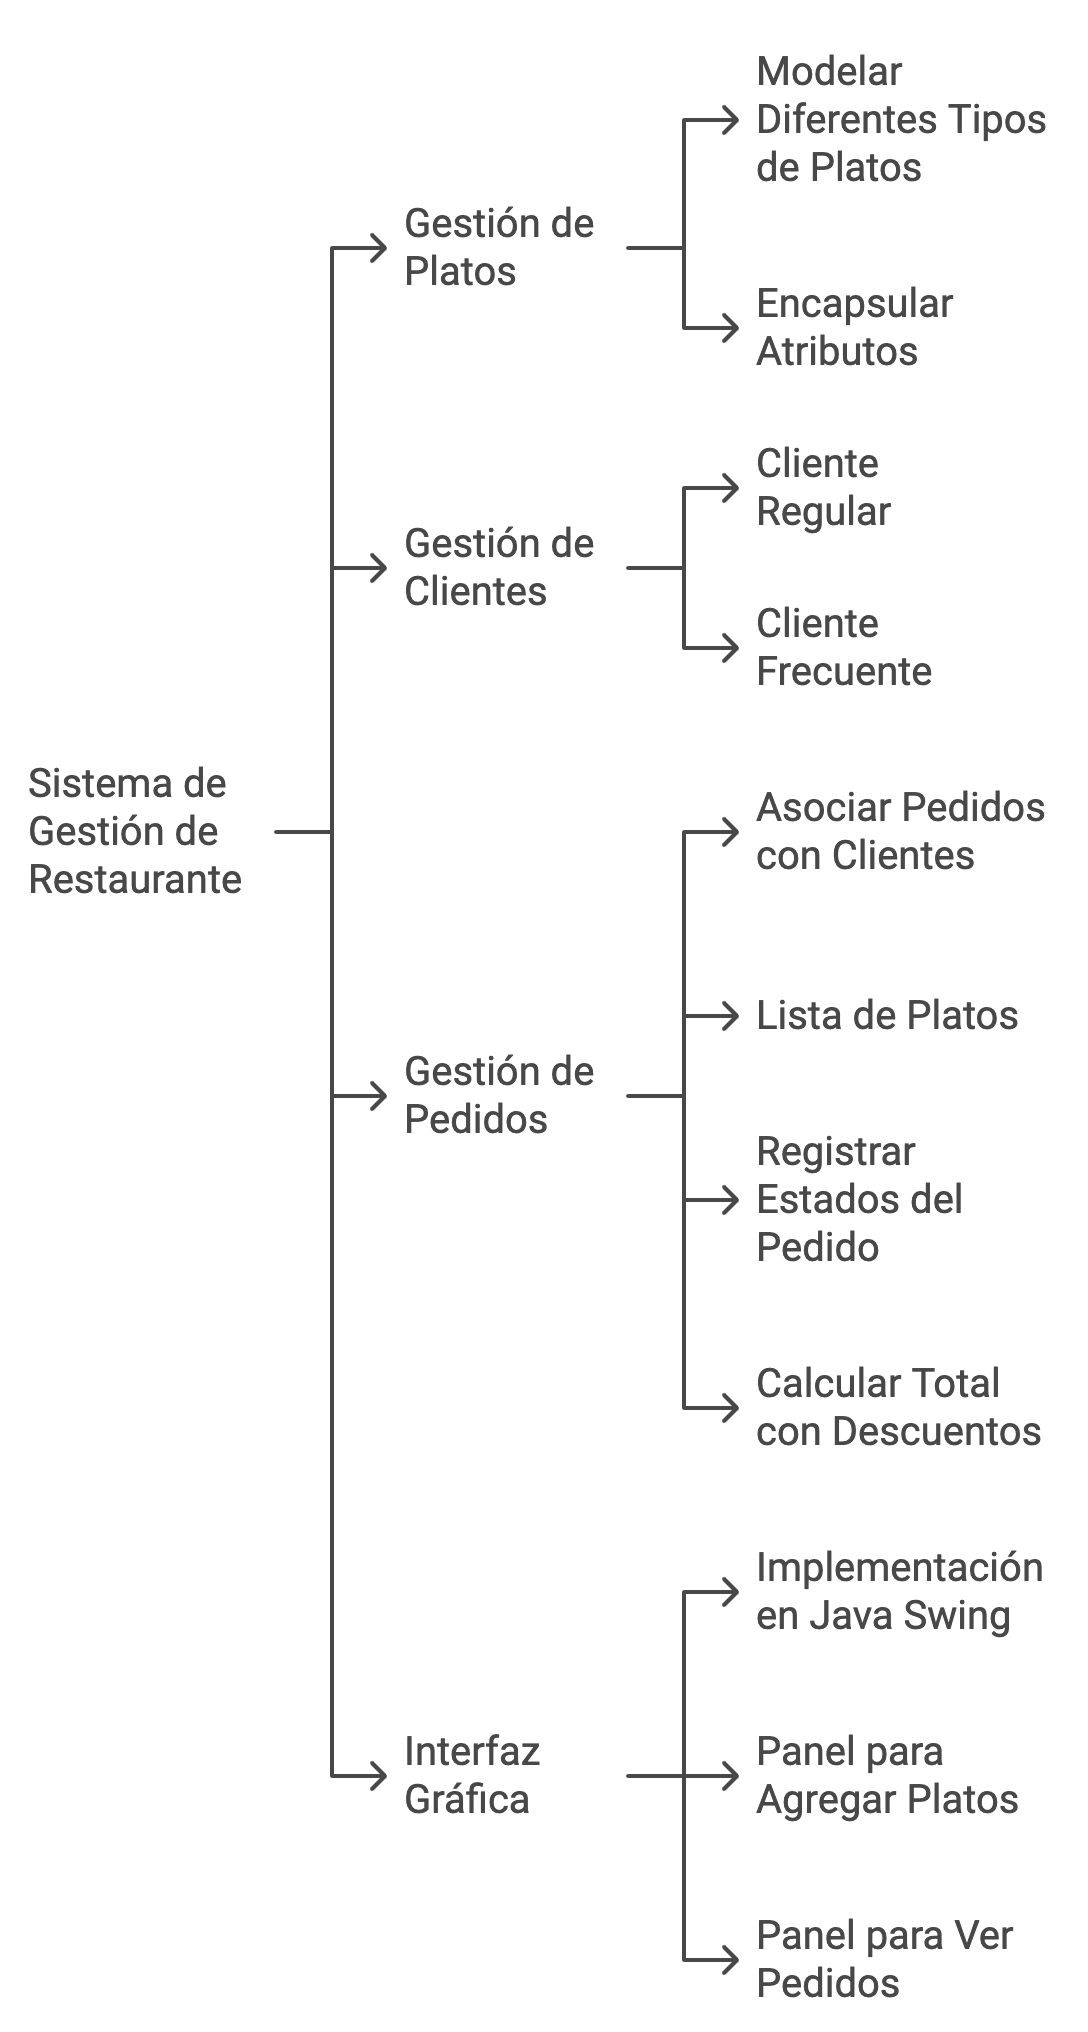 Sistema de
Gestión de
Restaurante
Gestión de
Platos
Modelar
Diferentes Tipos
de Platos
Encapsular
Atributos
Gestión de
Clientes
Cliente
Regular
Cliente
Frecuente
Gestión de
Pedidos
Asociar Pedidos
con Clientes
Lista de Platos
Registrar
Estados del
Pedido
Calcular Total
con Descuentos
Interfaz
Gráfica
Implementación
en Java Swing
Panel para
Agregar Platos
Panel para Ver
Pedidos